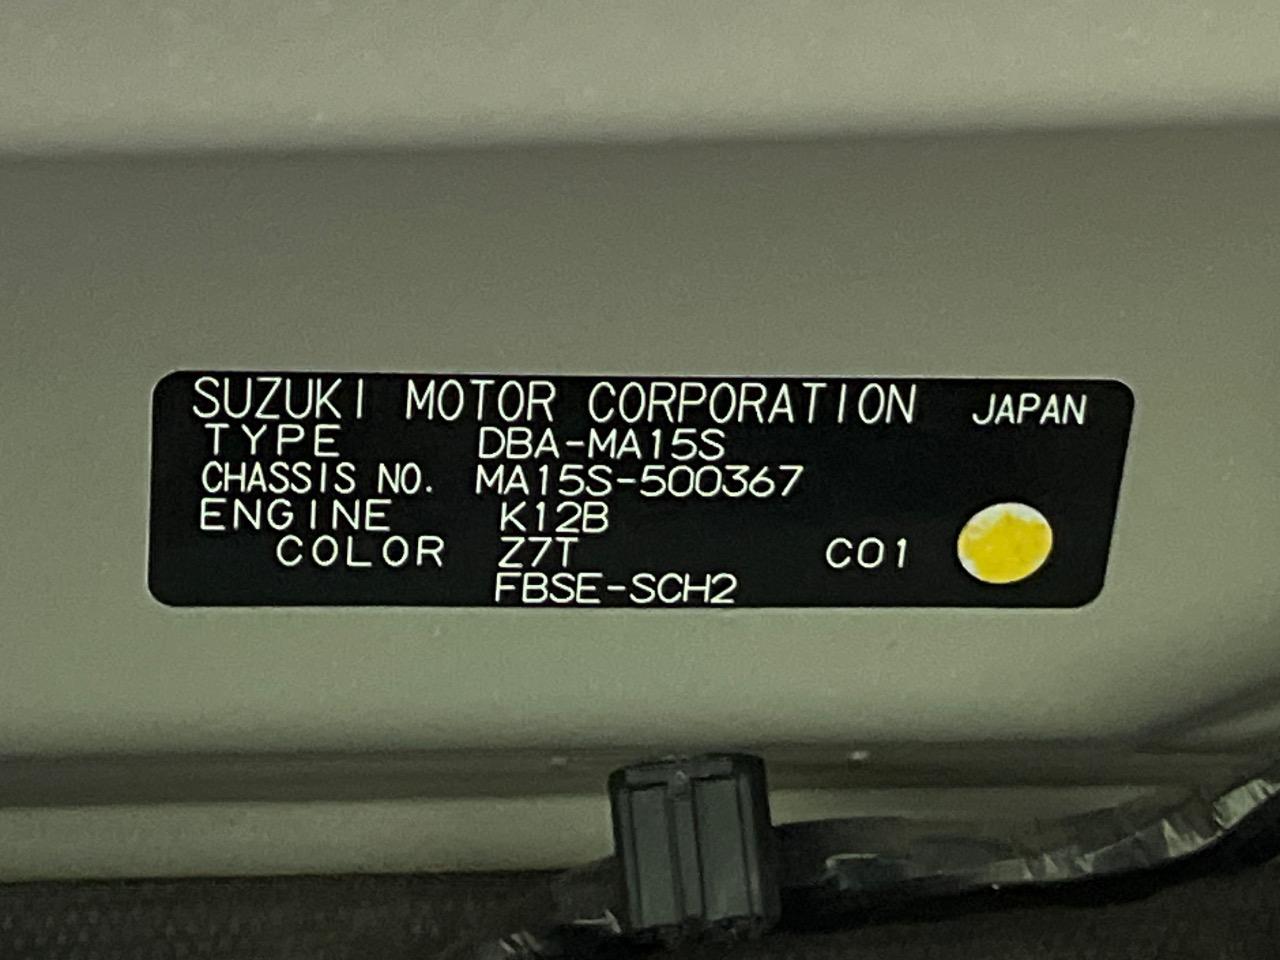 SUZUKI MOTOR CORPORATION JAPAN
TYPE DBA-MA15S
CHASSIS NO. MA15S-500367
ENGINE K12B
COLOR Z7T C01
FBSE-SCH2